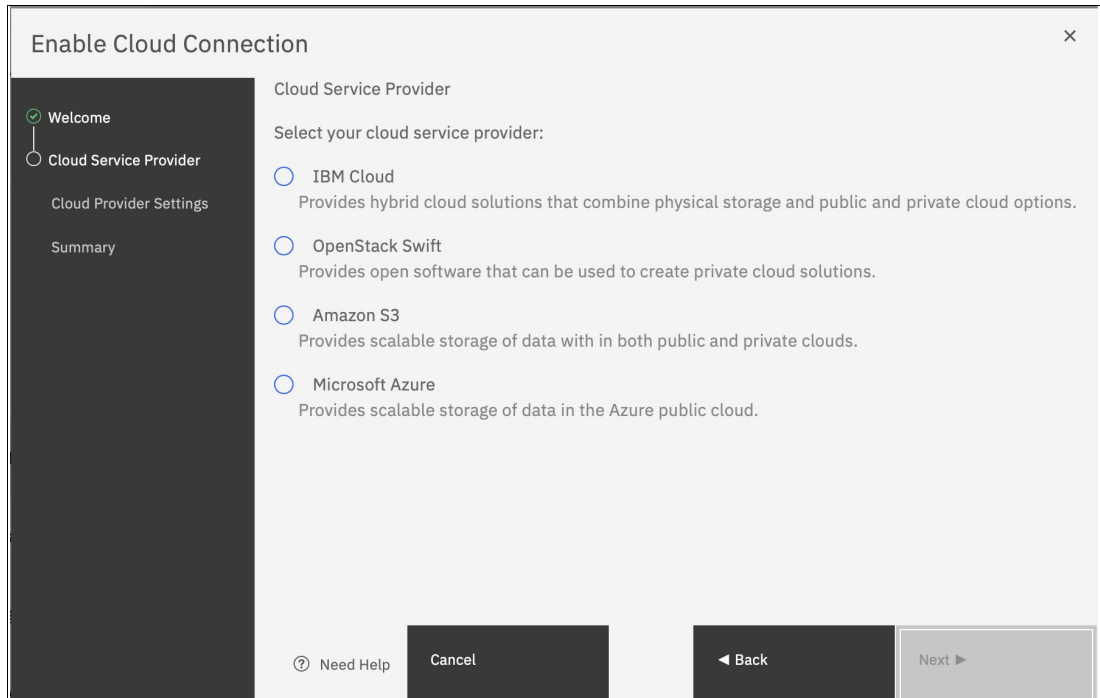 Enable Cloud Connection
Welcome
Cloud Service Provider
Cloud Provider Settings
Summary
Cloud Service Provider
Select your cloud service provider:
IBM Cloud
Provides hybrid cloud solutions that combine physical storage and public and private cloud options.
OpenStack Swift
Provides open software that can be used to create private cloud solutions.
Amazon S3
Provides scalable storage of data with in both public and private clouds.
Microsoft Azure
Provides scalable storage of data in the Azure public cloud.
Need Help
Cancel
Back
Next